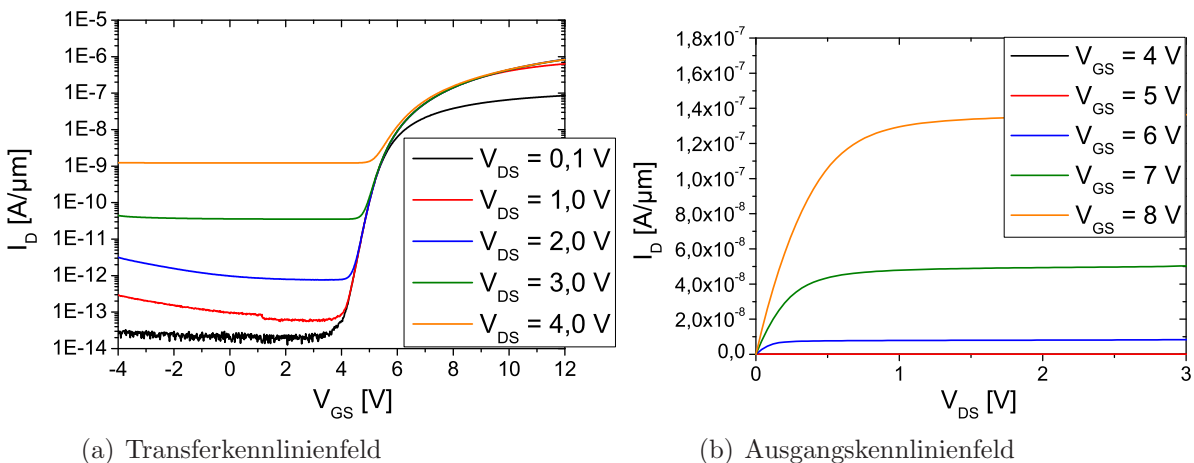 1E-5
1E-6
1E-7
1E-8
1E-9
1E-10
1E-11
1E-12
1E-13
1E-14
I_D [A/µm]
-4 -2 0 2 4 6 8 10 12
V_GS [V]
V_DS = 0,1 V
V_DS = 1,0 V
V_DS = 2,0 V
V_DS = 3,0 V
V_DS = 4,0 V
(a) Transferkennlinienfeld
1,8x10^-7
1,6x10^-7
1,4x10^-7
1,2x10^-7
1,0x10^-7
8,0x10^-8
6,0x10^-8
4,0x10^-8
2,0x10^-8
0,0
I_D [A/µm]
0 1 2 3
V_DS [V]
V_GS = 4 V
V_GS = 5 V
V_GS = 6 V
V_GS = 7 V
V_GS = 8 V
(b) Ausgangskennlinienfeld